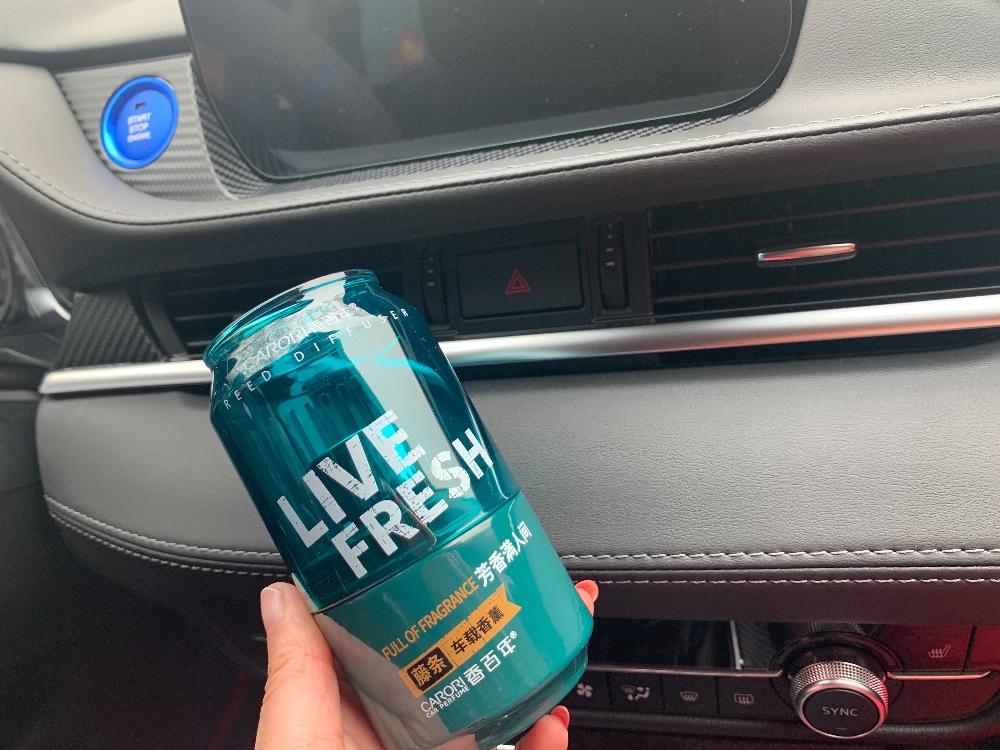 START
STOP
ENGINE
CARORI
REED DIFFUSER
LIVE
FRESH
FULL OF FRAGRANCE 芳香满人间
藤条 车载香薰
CARORI 香百年®
CAR PERFUME
SYNC